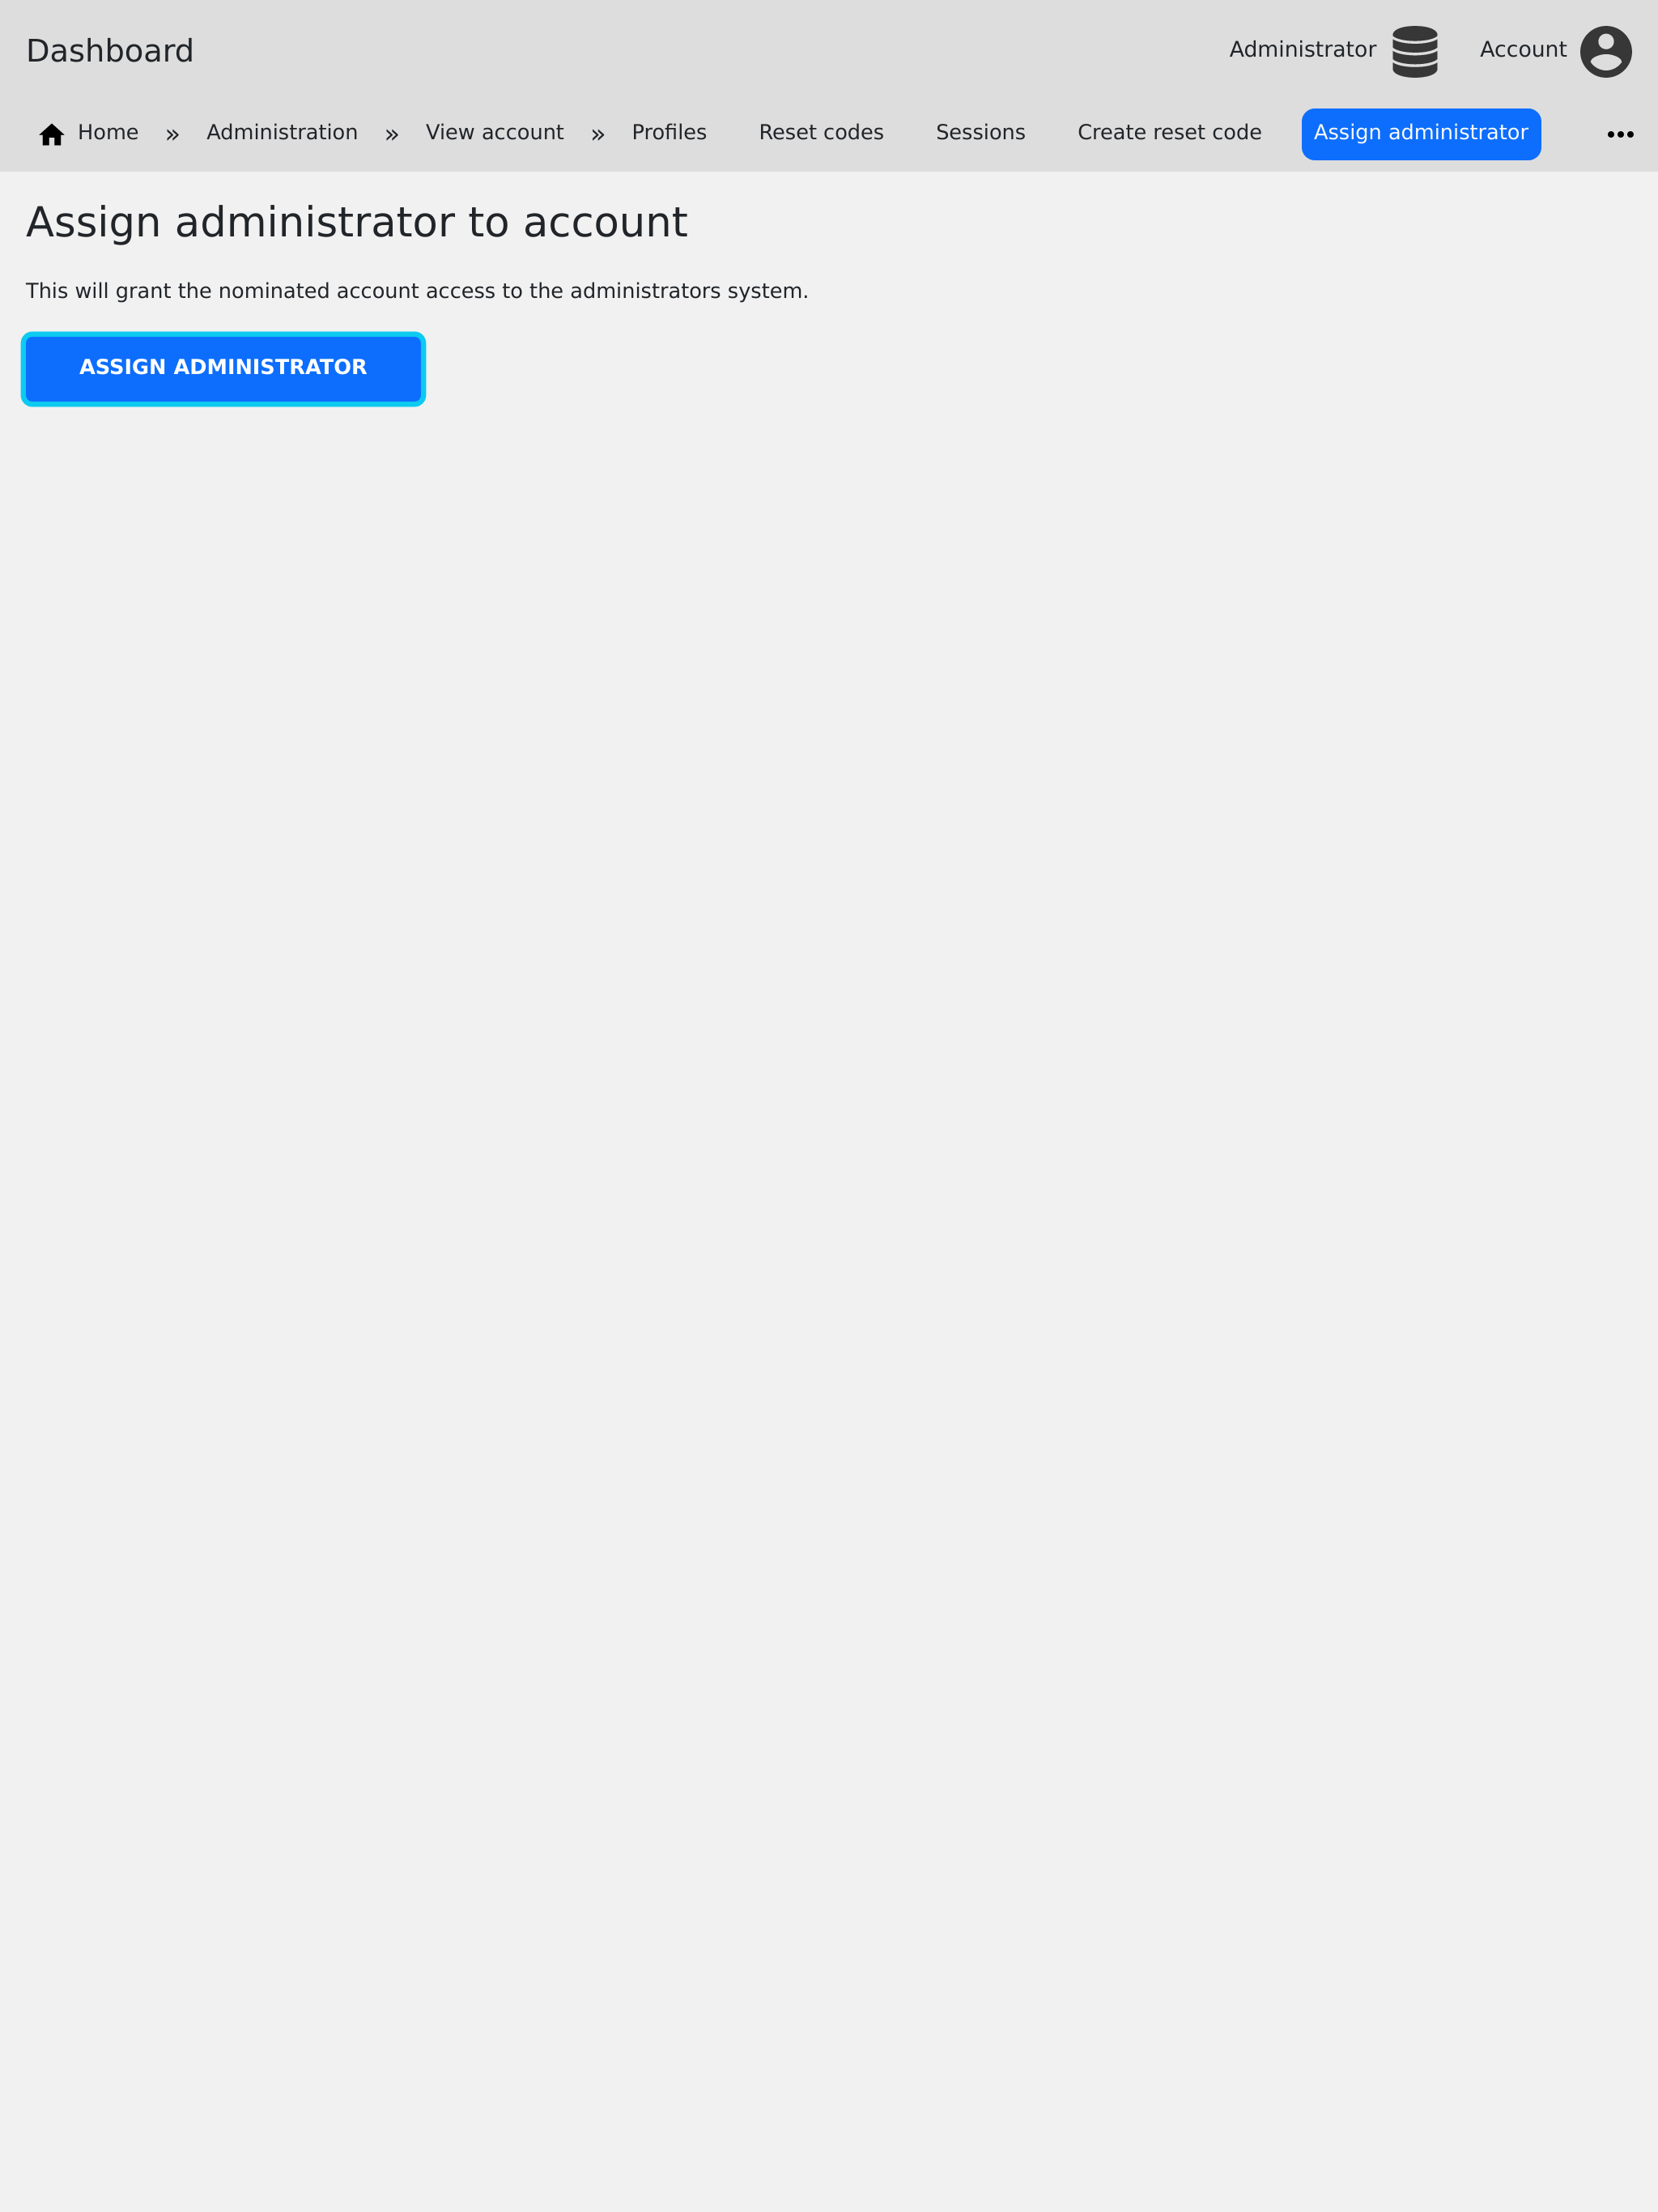 Dashboard
Administrator
Account
Home » Administration » View account » Profiles Reset codes Sessions Create reset code Assign administrator
Assign administrator to account
This will grant the nominated account access to the administrators system.
ASSIGN ADMINISTRATOR